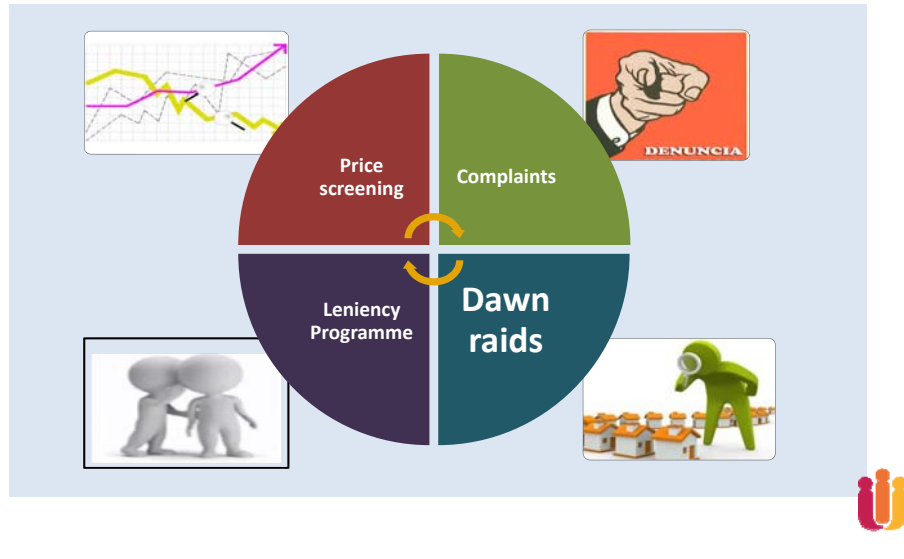 Price
screening
Complaints
DENUNCIA
Leniency
Programme
Dawn
raids